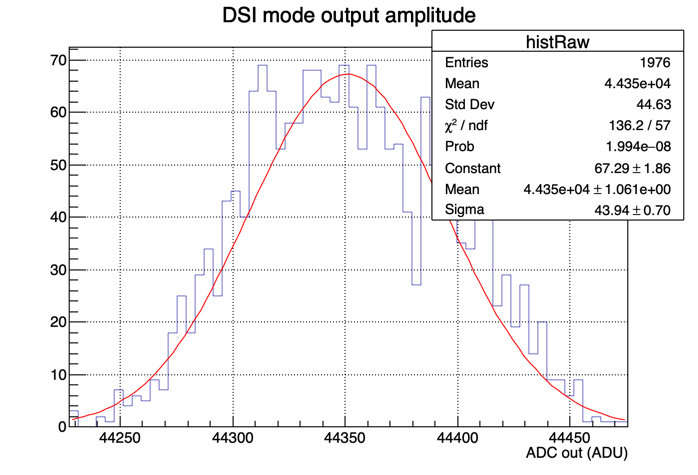 DSI mode output amplitude
histRaw
Entries 1976
Mean 4.435e+04
Std Dev 44.63
χ² / ndf 136.2 / 57
Prob 1.994e−08
Constant 67.29 ± 1.86
Mean 4.435e+04 ± 1.061e+00
Sigma 43.94 ± 0.70
70
60
50
40
30
20
10
0
44250 44300 44350 44400 44450
ADC out (ADU)